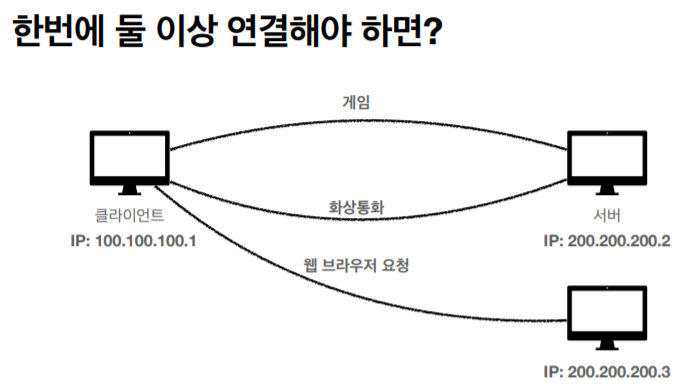 한번에 둘 이상 연결해야 하면?
게임
화상통화
클라이언트
서버
IP: 100.100.100.1
IP: 200.200.200.2
웹 브라우저 요청
IP: 200.200.200.3